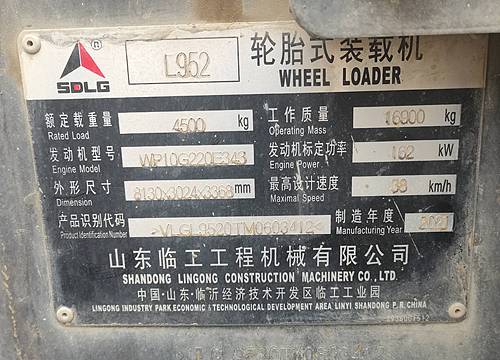 SDLG ® L952 轮胎式装载机
WHEEL LOADER
额定载重量 4500 kg 工作质量 16900 kg
Rated Load Operating Mass
发动机型号 WP10G220E343 发动机标定功率 162 kW
Engine Model Engine Power
外形尺寸 8130×3024×3368 mm 最高设计速度 38 km/h
Dimension Maximal Speed
产品识别代码 制造年度 2021
Product Identification Number Manufacturing Year
山东临工工程机械有限公司
SHANDONG LINGONG CONSTRUCTION MACHINERY CO., LTD.
中国·山东·临沂经济技术开发区临工工业园
LINGONG INDUSTRY PARK ECONOMIC & TECHNOLOGICAL DEVELOPMENT AREA LINYI SHANDONG P. R. CHINA